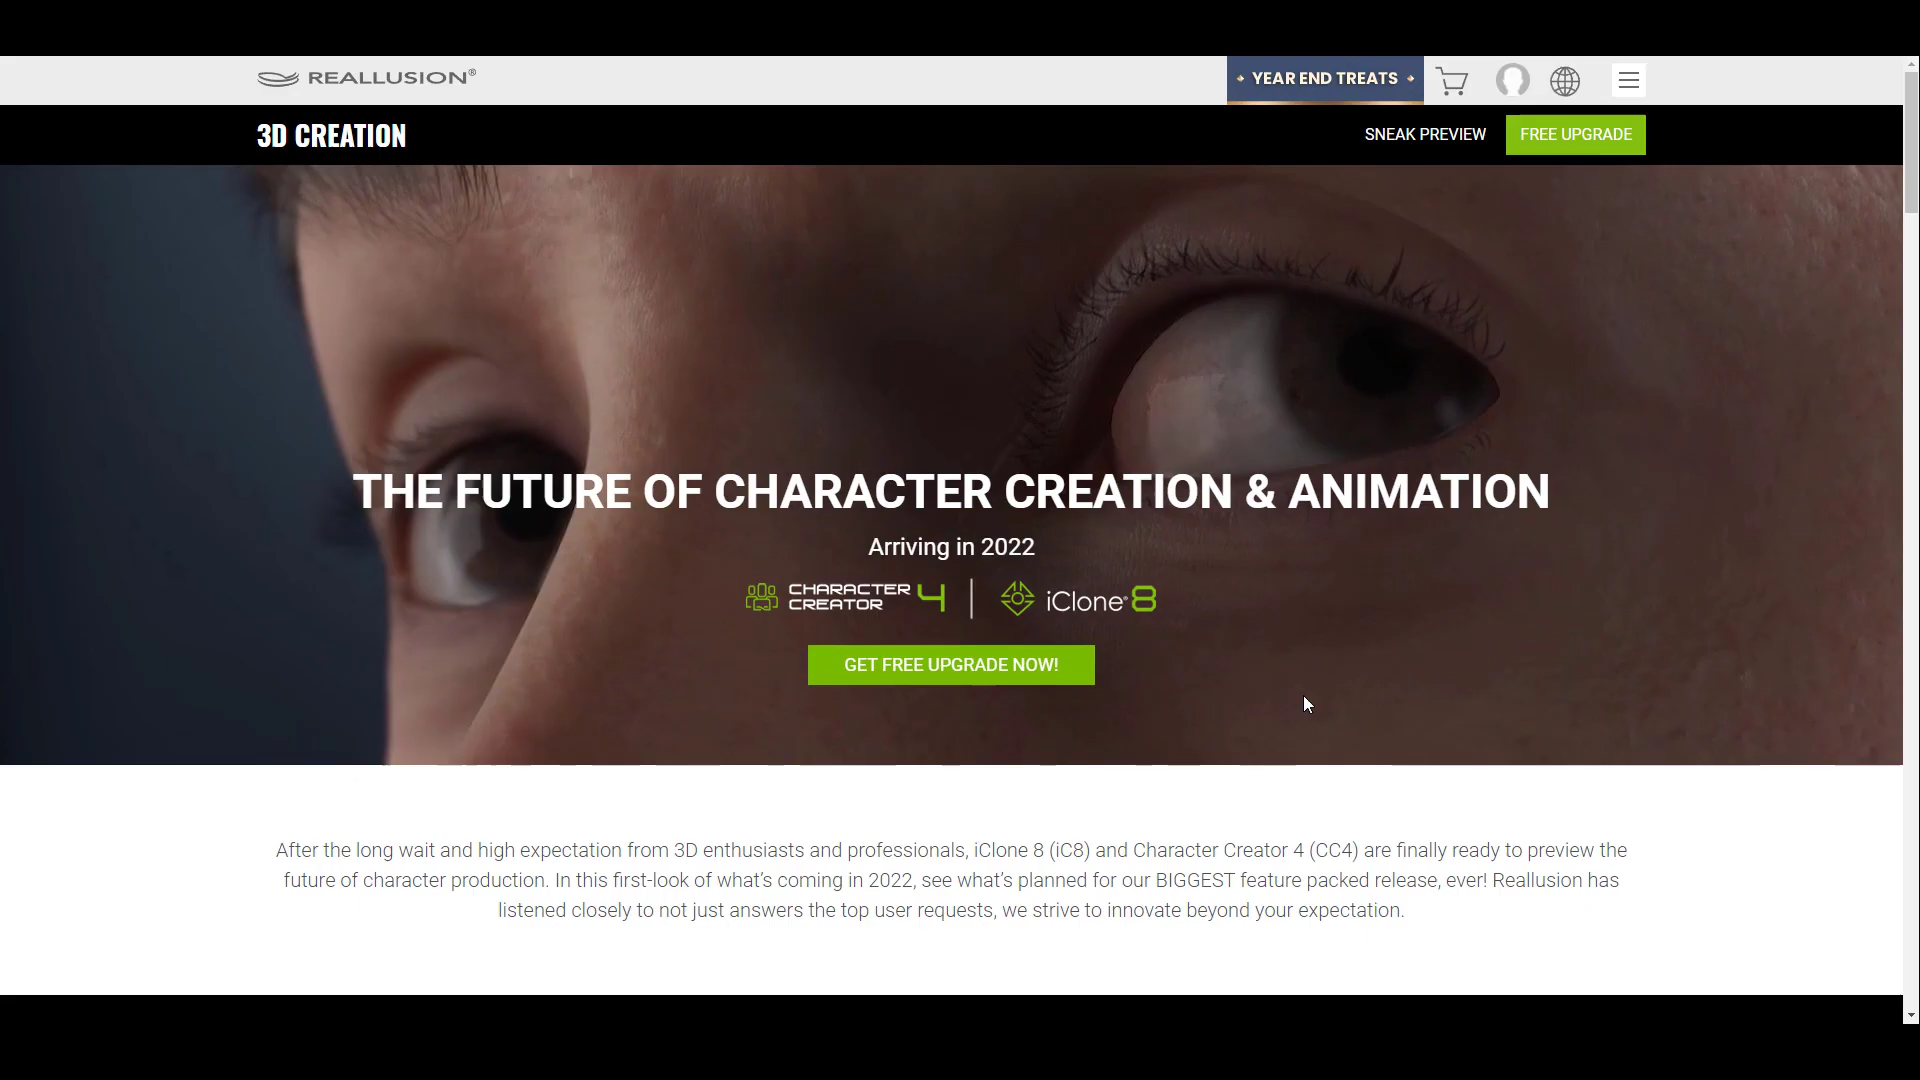 REALLUSION®
YEAR END TREATS
3D CREATION
SNEAK PREVIEW
FREE UPGRADE
THE FUTURE OF CHARACTER CREATION & ANIMATION
Arriving in 2022
CHARACTER CREATOR 4 | iClone® 8
GET FREE UPGRADE NOW!
After the long wait and high expectation from 3D enthusiasts and professionals, iClone 8 (iC8) and Character Creator 4 (CC4) are finally ready to preview the
future of character production. In this first-look of what's coming in 2022, see what's planned for our BIGGEST feature packed release, ever! Reallusion has
listened closely to not just answers the top user requests, we strive to innovate beyond your expectation.